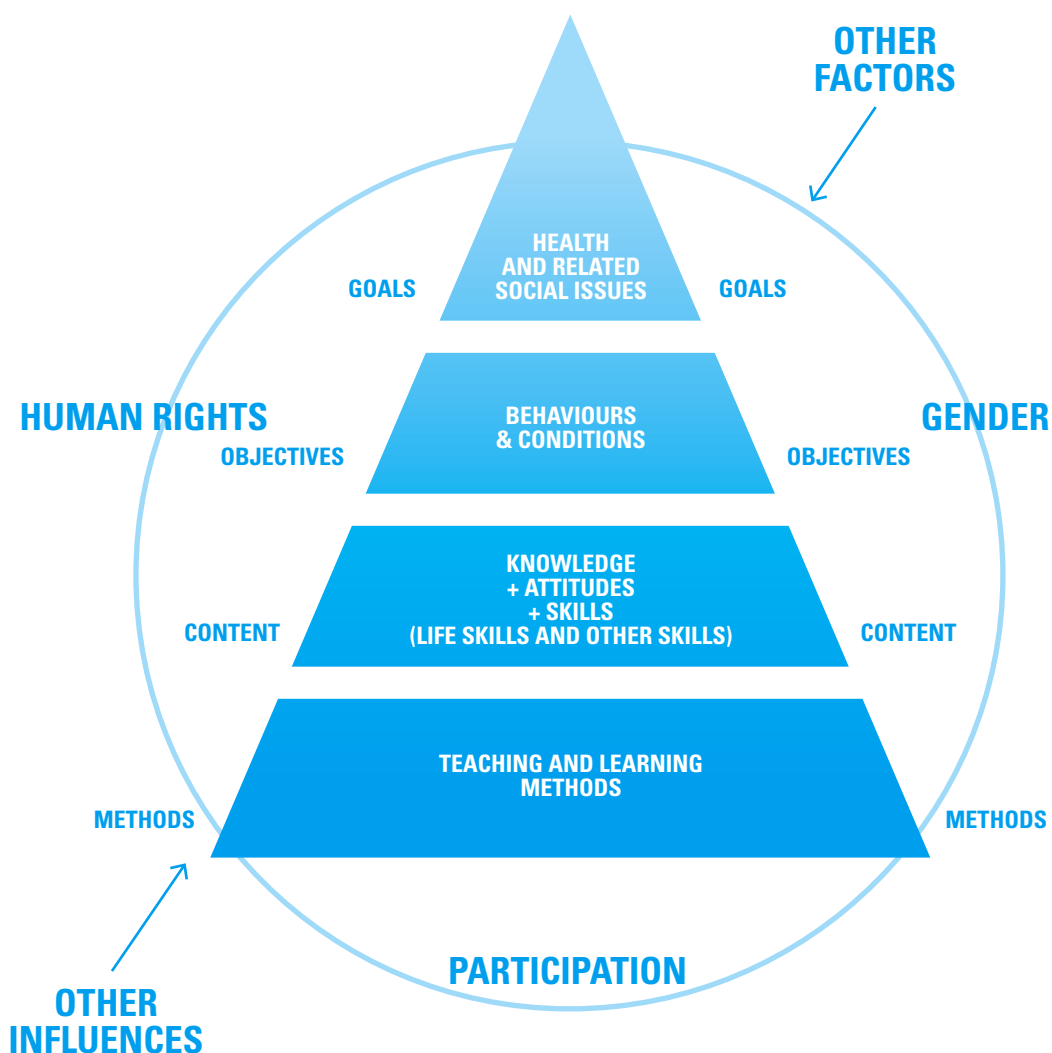 OTHER
FACTORS
HEALTH
AND RELATED
SOCIAL ISSUES
GOALS
GOALS
HUMAN RIGHTS
BEHAVIOURS
& CONDITIONS
GENDER
OBJECTIVES
OBJECTIVES
KNOWLEDGE
+ ATTITUDES
+ SKILLS
(LIFE SKILLS AND OTHER SKILLS)
CONTENT
CONTENT
TEACHING AND LEARNING
METHODS
METHODS
METHODS
PARTICIPATION
OTHER
INFLUENCES